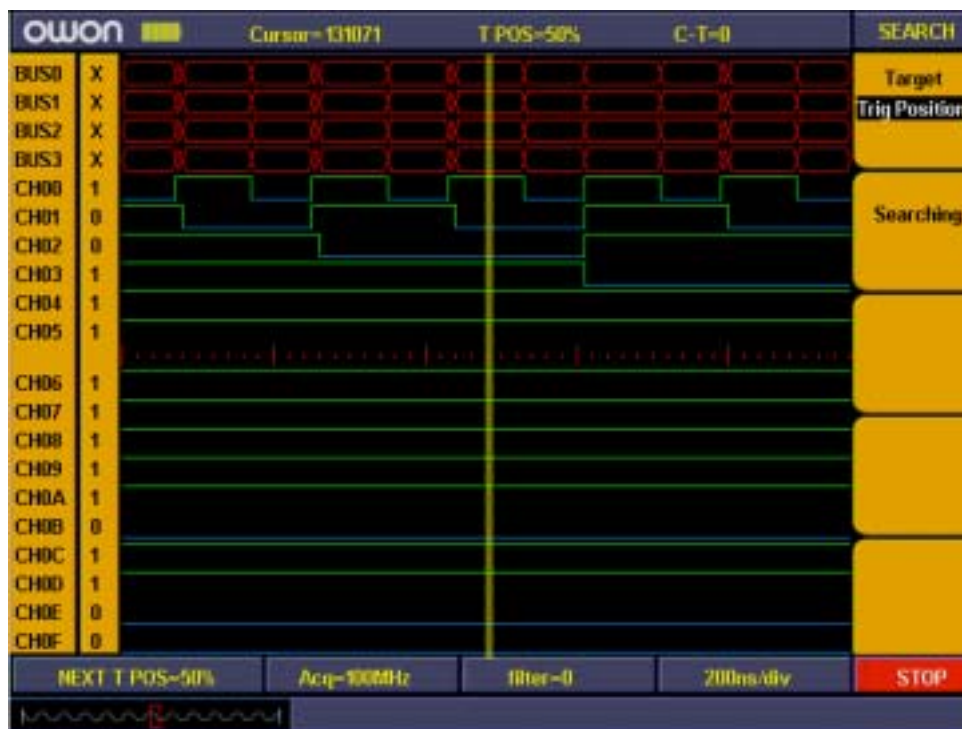 owon Cursor=131071 T POS=50% C-T=0 SEARCH
BUS0 X
BUS1 X
BUS2 X
BUS3 X
CH00 1
CH01 0
CH02 0
CH03 1
CH04 1
CH05 1
CH06 1
CH07 1
CH08 1
CH09 1
CH0A 1
CH0B 0
CH0C 1
CH0D 1
CH0E 0
CH0F 0
Target
Trig Position
Searching
NEXT T POS=50% Acq=100MHz filter=0 200ns/div STOP